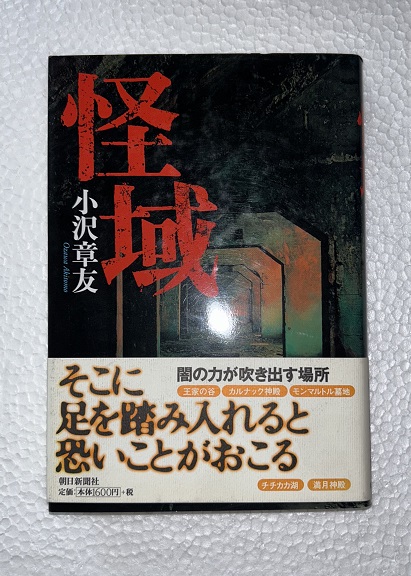 怪域
小沢章友
Ozawa Akitomo
闇の力が吹き出す場所
王家の谷 カルナック神殿 モンマルトル墓地
そこに
足を踏み入れると
恐いことがおこる
チチカカ湖 満月神殿
朝日新聞社
定価:本体1600円+税